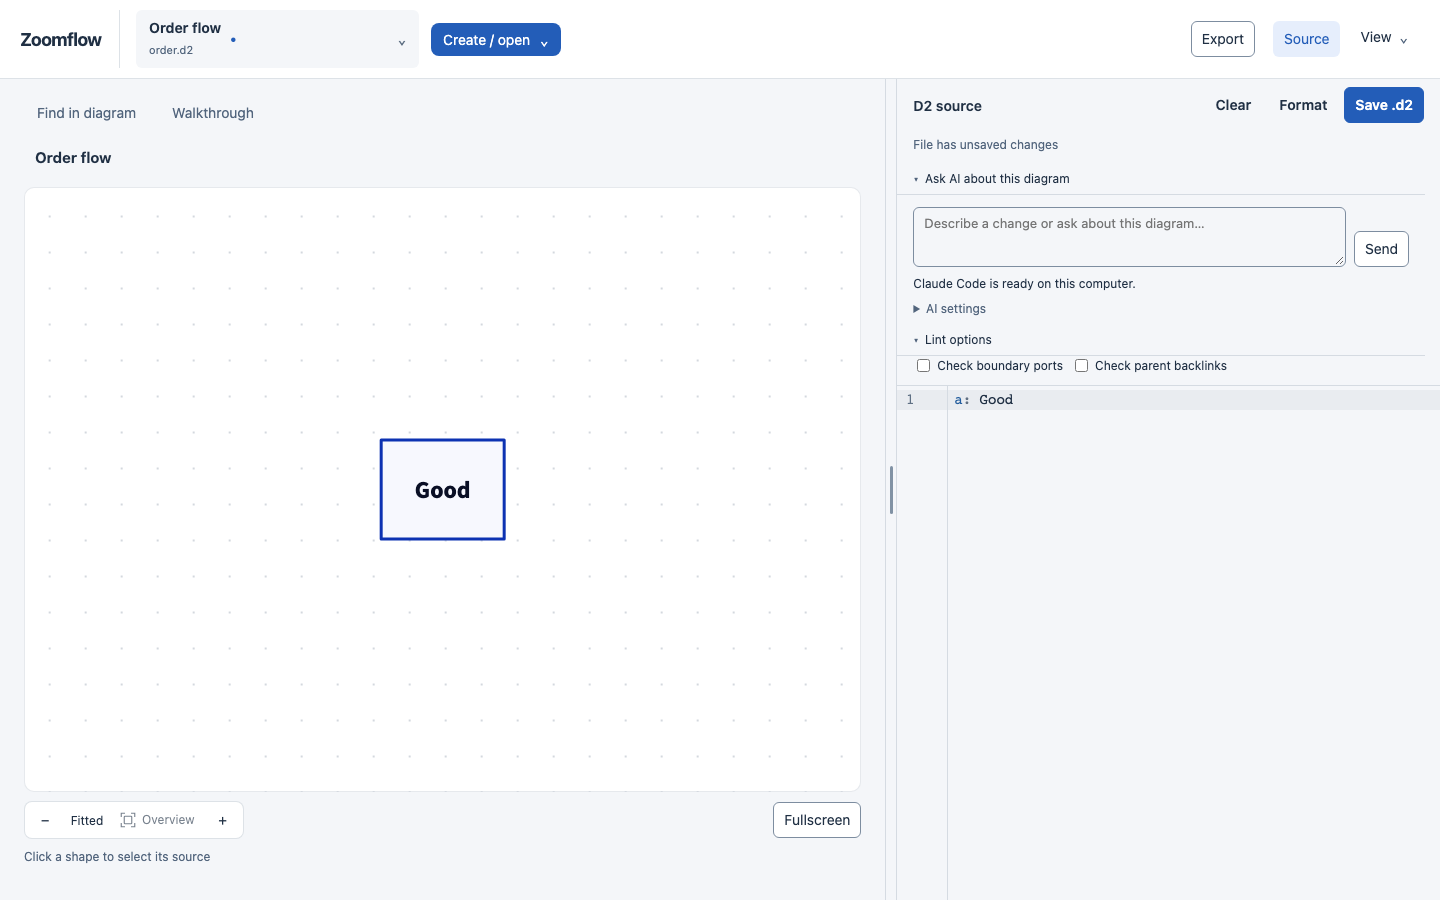 Zoomflow
Order flow
order.d2
Create / open
Export
Source
View
Find in diagram
Walkthrough
Order flow
Good
−
Fitted
Overview
+
Fullscreen
Click a shape to select its source
D2 source
Clear
Format
Save .d2
File has unsaved changes
Ask AI about this diagram
Describe a change or ask about this diagram...
Send
Claude Code is ready on this computer.
AI settings
Lint options
Check boundary ports
Check parent backlinks
1
a: Good